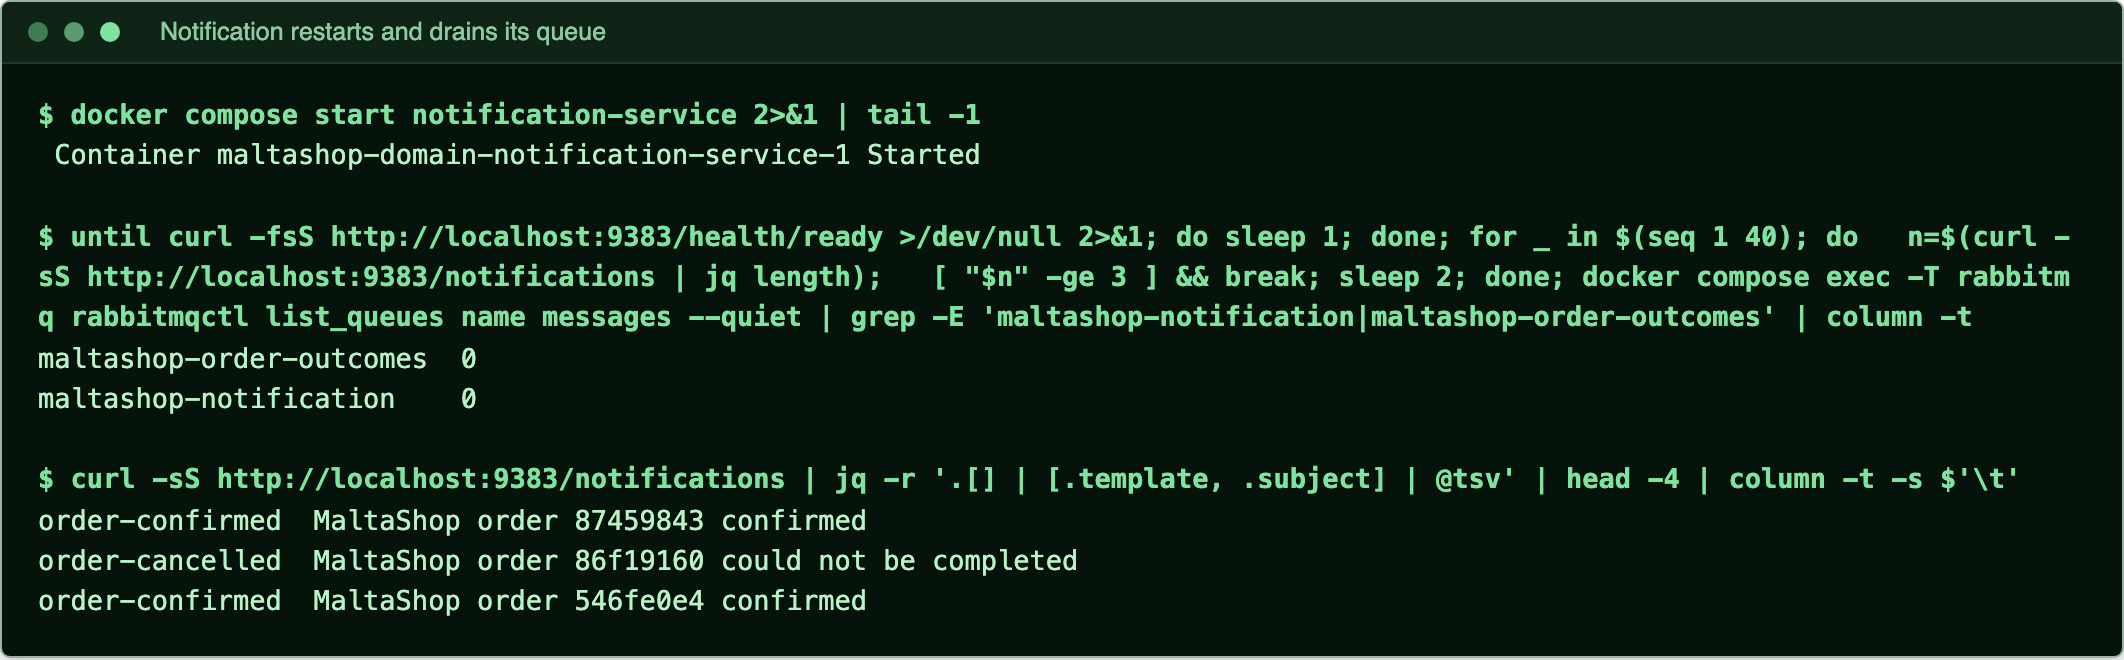 Notification restarts and drains its queue
$ docker compose start notification-service 2>&1 | tail -1
 Container maltashop-domain-notification-service-1 Started
$ until curl -fsS http://localhost:9383/health/ready >/dev/null 2>&1; do sleep 1; done; for _ in $(seq 1 40); do   n=$(curl -
sS http://localhost:9383/notifications | jq length);   [ "$n" -ge 3 ] && break; sleep 2; done; docker compose exec -T rabbitm
q rabbitmqctl list_queues name messages --quiet | grep -E 'maltashop-notification|maltashop-order-outcomes' | column -t
maltashop-order-outcomes  0
maltashop-notification    0
$ curl -sS http://localhost:9383/notifications | jq -r '.[] | [.template, .subject] | @tsv' | head -4 | column -t -s $'\t'
order-confirmed  MaltaShop order 87459843 confirmed
order-cancelled  MaltaShop order 86f19160 could not be completed
order-confirmed  MaltaShop order 546fe0e4 confirmed